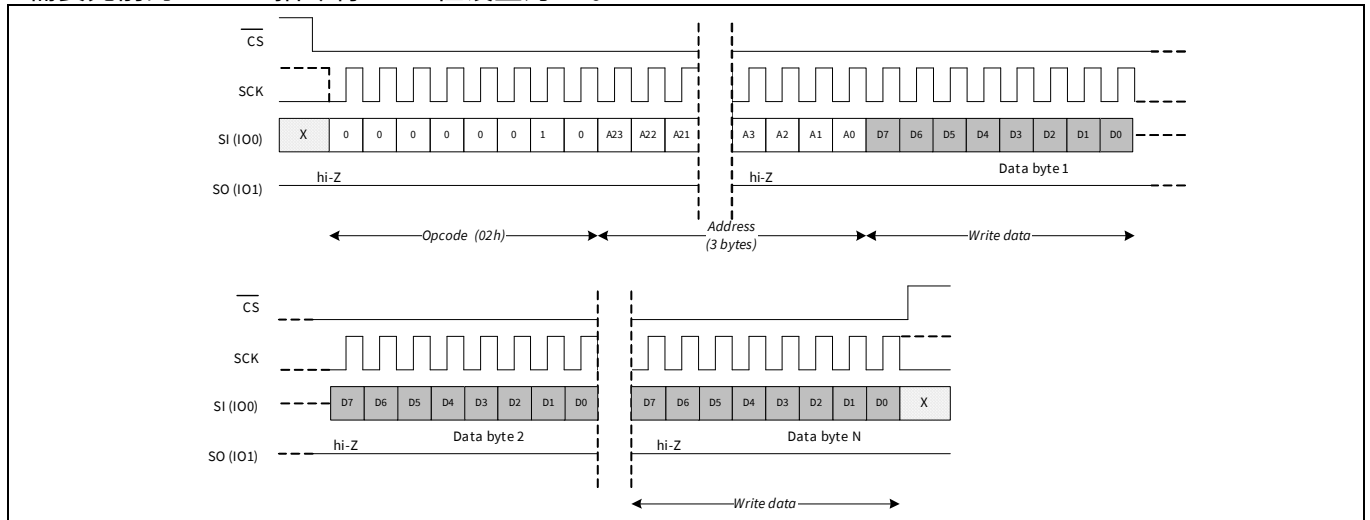 CS
SCK
SI (IO0) X 0 0 0 0 0 0 1 0 A23 A22 A21 A3 A2 A1 A0 D7 D6 D5 D4 D3 D2 D1 D0
Data byte 1
hi-Z hi-Z
SO (IO1)
Opcode (02h) Address (3 bytes) Write data
CS
SCK
SI (IO0) D7 D6 D5 D4 D3 D2 D1 D0 D7 D6 D5 D4 D3 D2 D1 D0 X
Data byte 2 Data byte N
hi-Z hi-Z
SO (IO1)
Write data